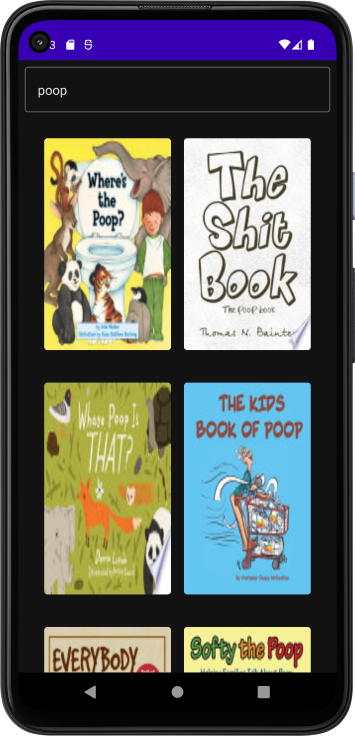 3
poop
Where's
the
Poop?
The
Shit
Book
The Poop book
Thomas N. Bainte
Whose Poop Is
THAT?
THE KIDS
BOOK OF POOP
EVERYBODY
Softy the Poop